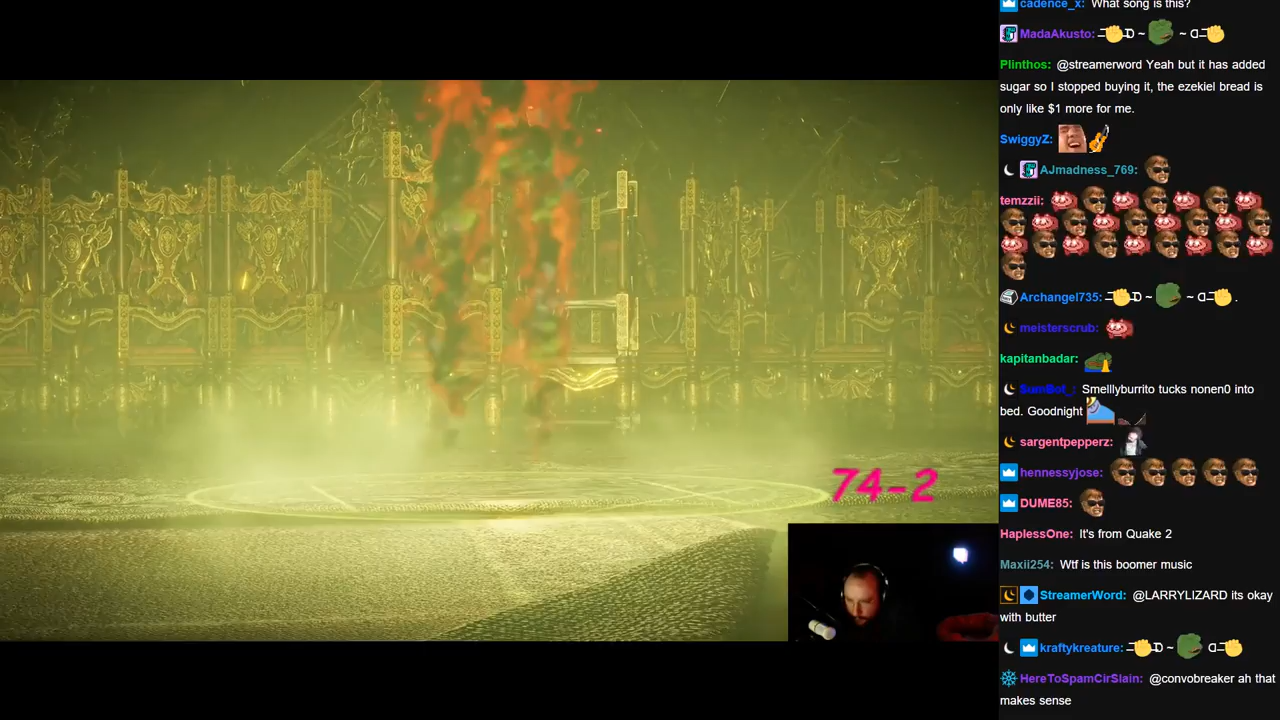 cadence_x: What song is this?
MadaAkusto: D ~ ~ D
Plinthos: @streamerword Yeah but it has added
sugar so I stopped buying it, the ezekiel bread is
only like $1 more for me.
SwiggyZ:
AJmadness_769:
temzzii:
Archangel735: D ~ ~ D .
meisterscrub:
kapitanbadar:
SumBot_: Smelllyburrito tucks nonen0 into
bed. Goodnight
sargentpepperz:
74-2
hennessyjose:
DUME85:
HaplessOne: It's from Quake 2
Maxii254: Wtf is this boomer music
StreamerWord: @LARRYLIZARD its okay
with butter
kraftykreature: D ~ D
HereToSpamCirSlain: @convobreaker ah that
makes sense